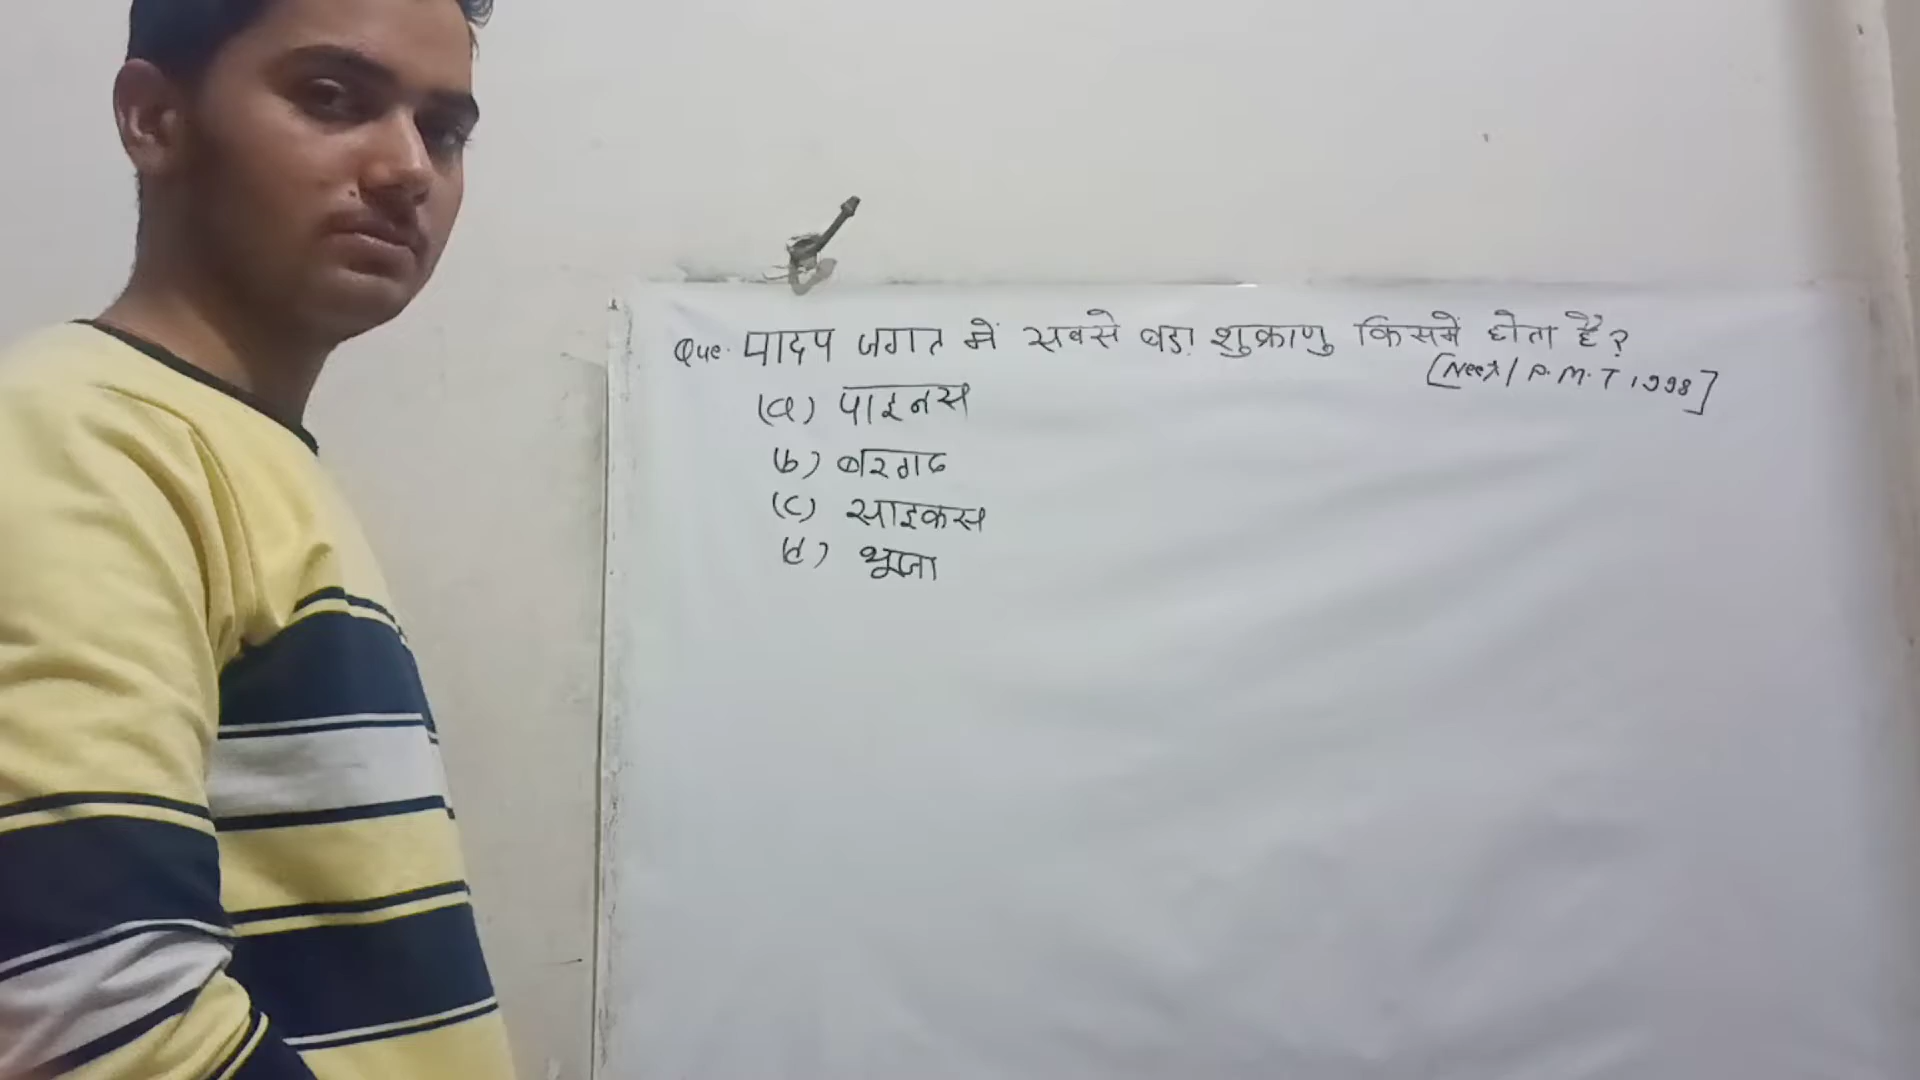 Que. पादप जगत में सबसे बड़ा शुक्राणु किसमें होता है?
[Neet/P.M.T 1998]
(a) पाइनस
(b) बरगद
(c) साइकस
(d)